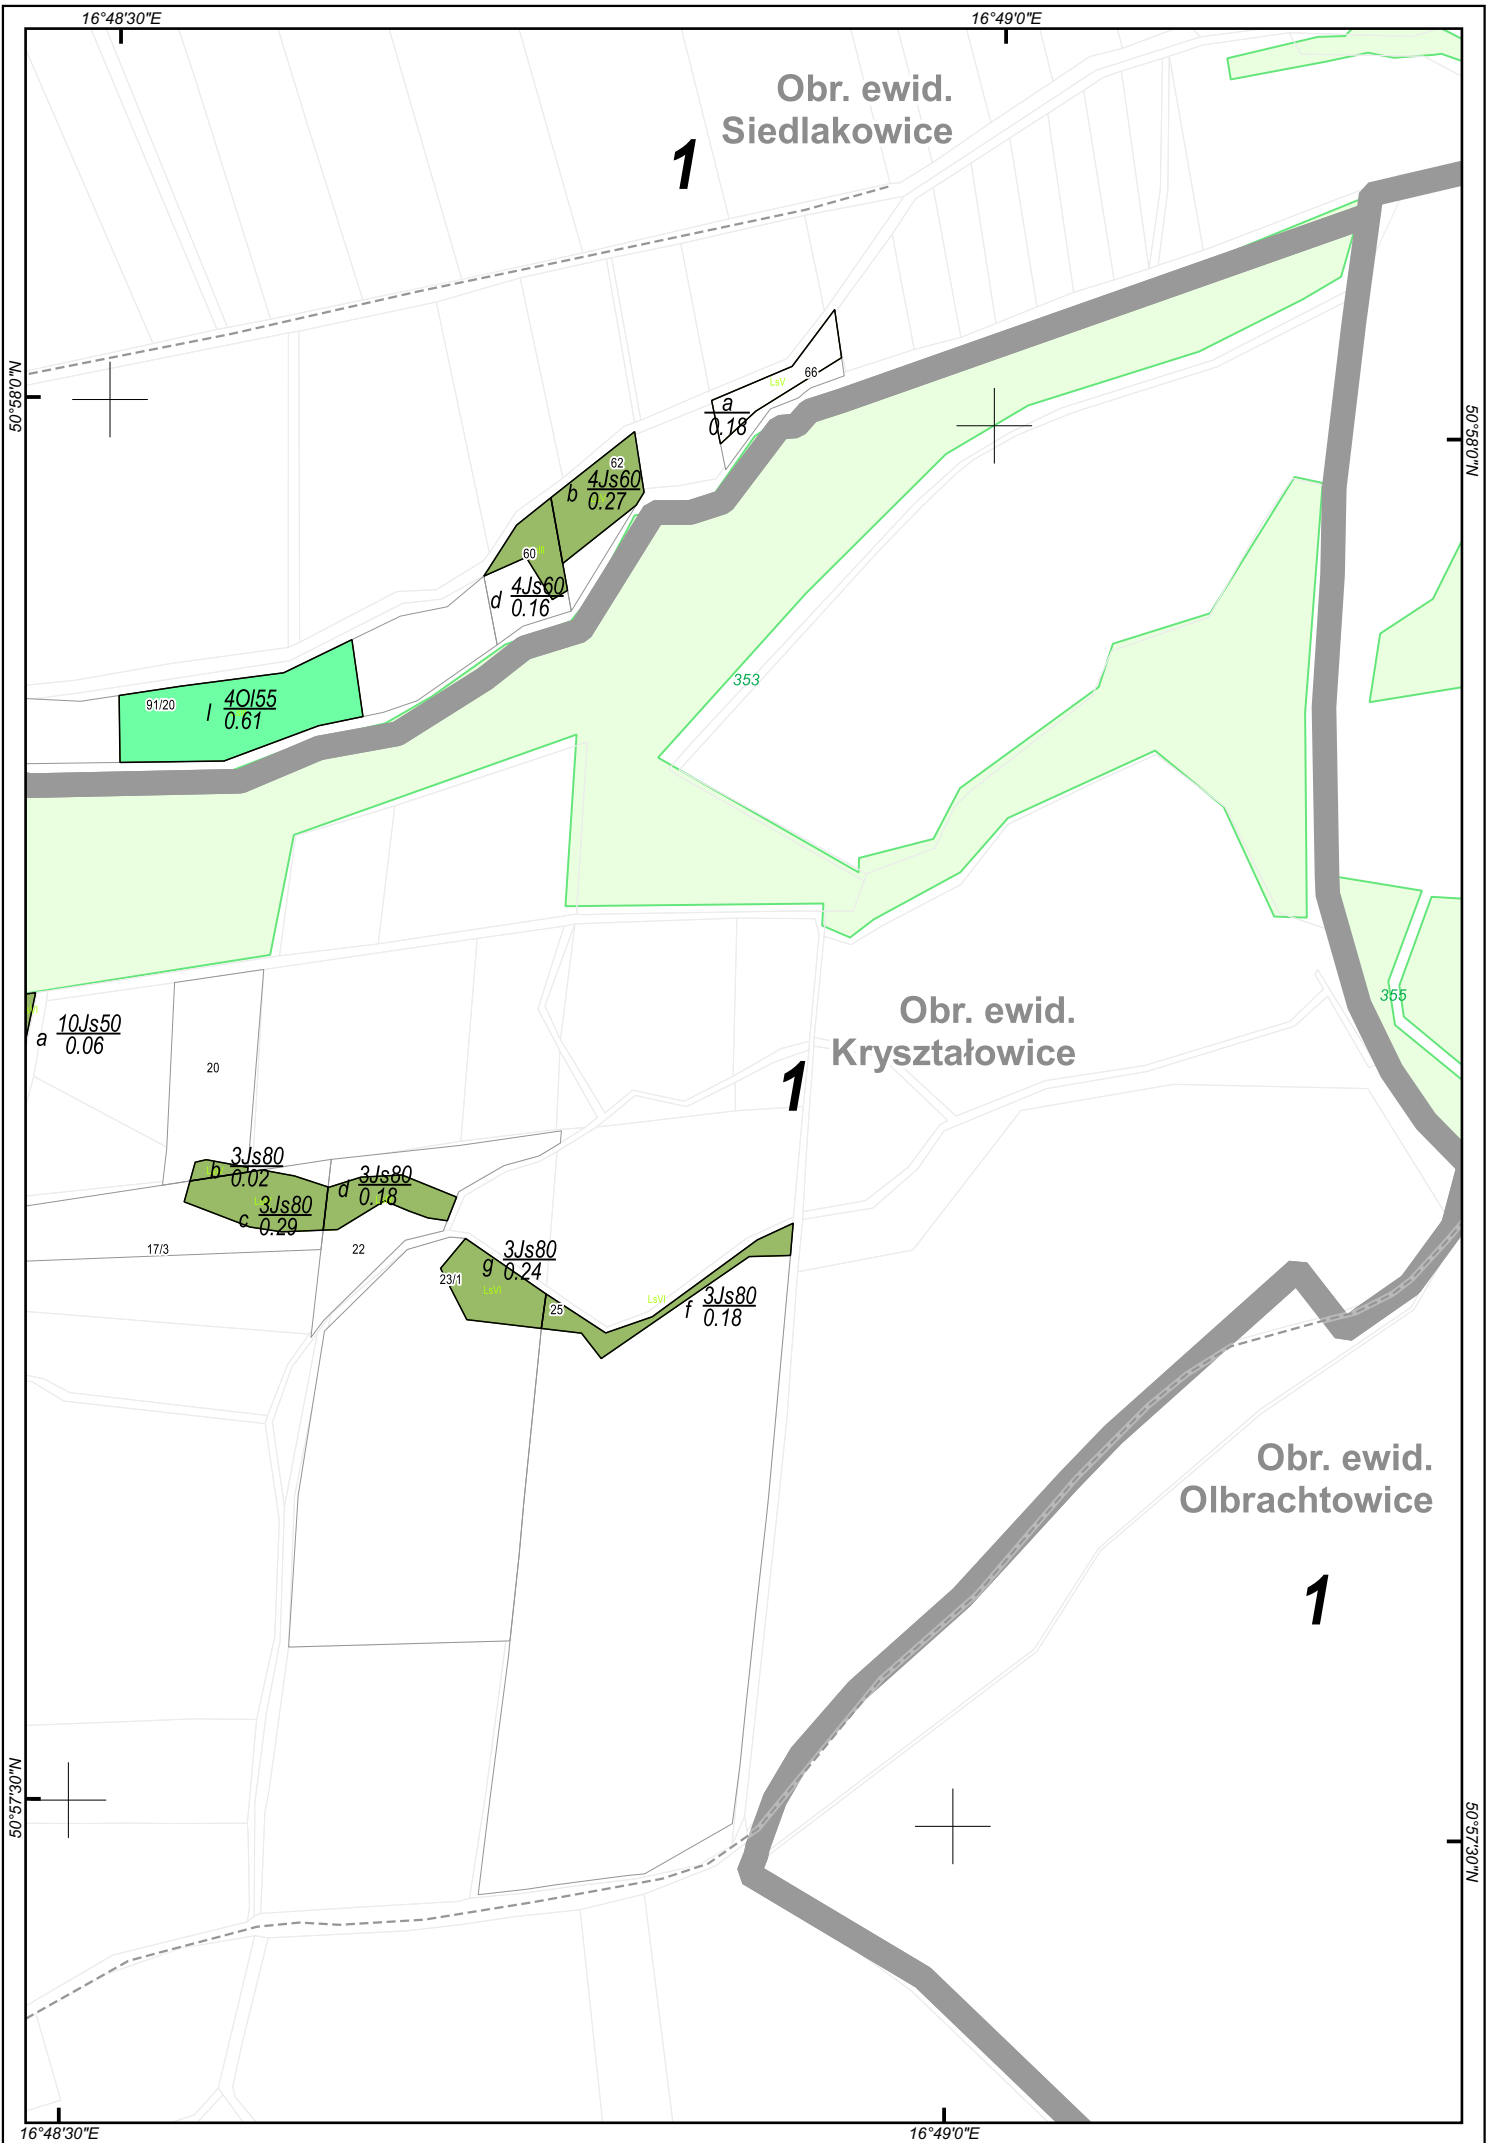 16°48'30"E
16°49'0"E
Obr. ewid.
Siedlakowice
1
50°58'0"N
50°58'0"N
66
LsV
a
0.18
62
b 4Js60
0.27
60
d 4Js60
0.16
353
91/20
l 4Ol55
0.61
355
a 10Js50
0.06
Obr. ewid.
Kryształowice
1
20
b 3Js80
0.02
d 3Js80
0.18
c 3Js80
0.29
17/3
22
g 3Js80
0.24
23/1
LsVI
25
LsVI
f 3Js80
0.18
Obr. ewid.
Olbrachtowice
1
50°57'30"N
50°57'30"N
16°48'30"E
16°49'0"E